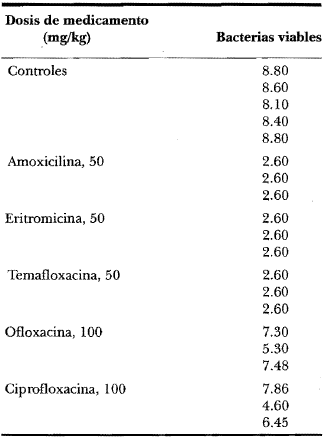 Dosis de medicamento
(mg/kg) Bacterias viables
Controles 8.80
8.60
8.10
8.40
8.80
Amoxicilina, 50 2.60
2.60
2.60
Eritromicina, 50 2.60
2.60
2.60
Temafloxacina, 50 2.60
2.60
2.60
Ofloxacina, 100 7.30
5.30
7.48
Ciprofloxacina, 100 7.86
4.60
6.45